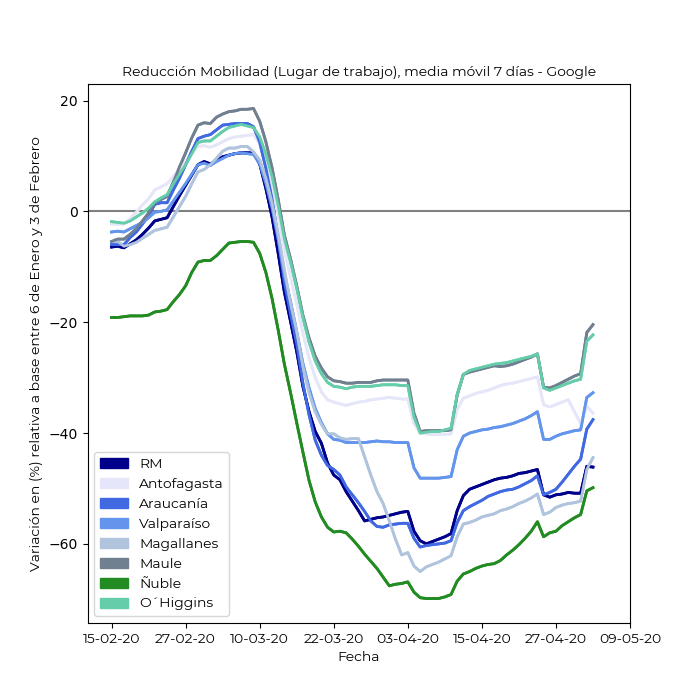 Reducción Mobilidad (Lugar de trabajo), media móvil 7 días - Google
Variación en (%) relativa a base entre 6 de Enero y 3 de Febrero
20
0
−20
−40
−60
RM
Antofagasta
Araucanía
Valparaíso
Magallanes
Maule
Ñuble
O´Higgins
15-02-20 27-02-20 10-03-20 22-03-20 03-04-20 15-04-20 27-04-20 09-05-20
Fecha